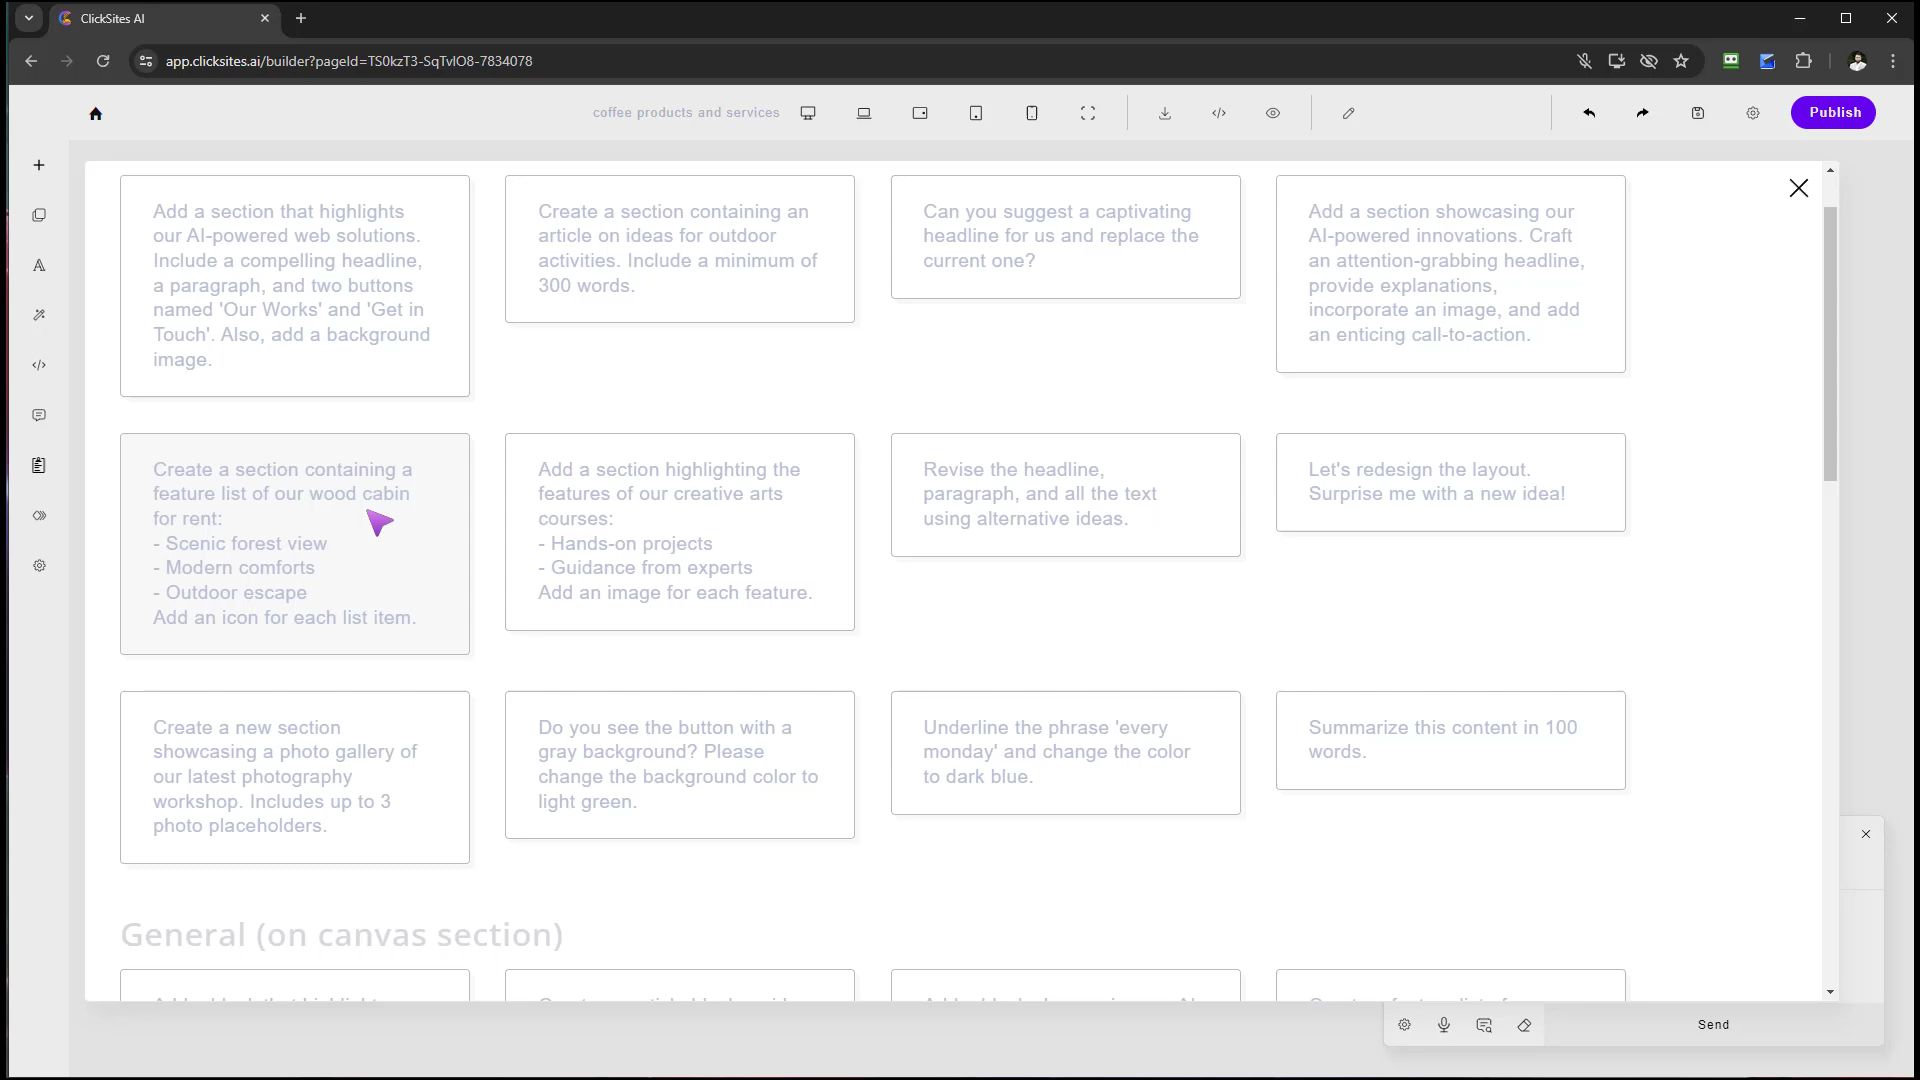 ClickSites AI
app.clicksites.ai/builder?pageId=TS0kzT3-SqTvIO8-7834078
coffee products and services
Publish
Add a section that highlights
our AI-powered web solutions.
Include a compelling headline,
a paragraph, and two buttons
named 'Our Works' and 'Get in
Touch'. Also, add a background
image.
Create a section containing an
article on ideas for outdoor
activities. Include a minimum of
300 words.
Can you suggest a captivating
headline for us and replace the
current one?
Add a section showcasing our
AI-powered innovations. Craft
an attention-grabbing headline,
provide explanations,
incorporate an image, and add
an enticing call-to-action.
Create a section containing a
feature list of our wood cabin
for rent:
- Scenic forest view
- Modern comforts
- Outdoor escape
Add an icon for each list item.
Add a section highlighting the
features of our creative arts
courses:
- Hands-on projects
- Guidance from experts
Add an image for each feature.
Revise the headline,
paragraph, and all the text
using alternative ideas.
Let's redesign the layout.
Surprise me with a new idea!
Create a new section
showcasing a photo gallery of
our latest photography
workshop. Includes up to 3
photo placeholders.
Do you see the button with a
gray background? Please
change the background color to
light green.
Underline the phrase 'every
monday' and change the color
to dark blue.
Summarize this content in 100
words.
General (on canvas section)
Send